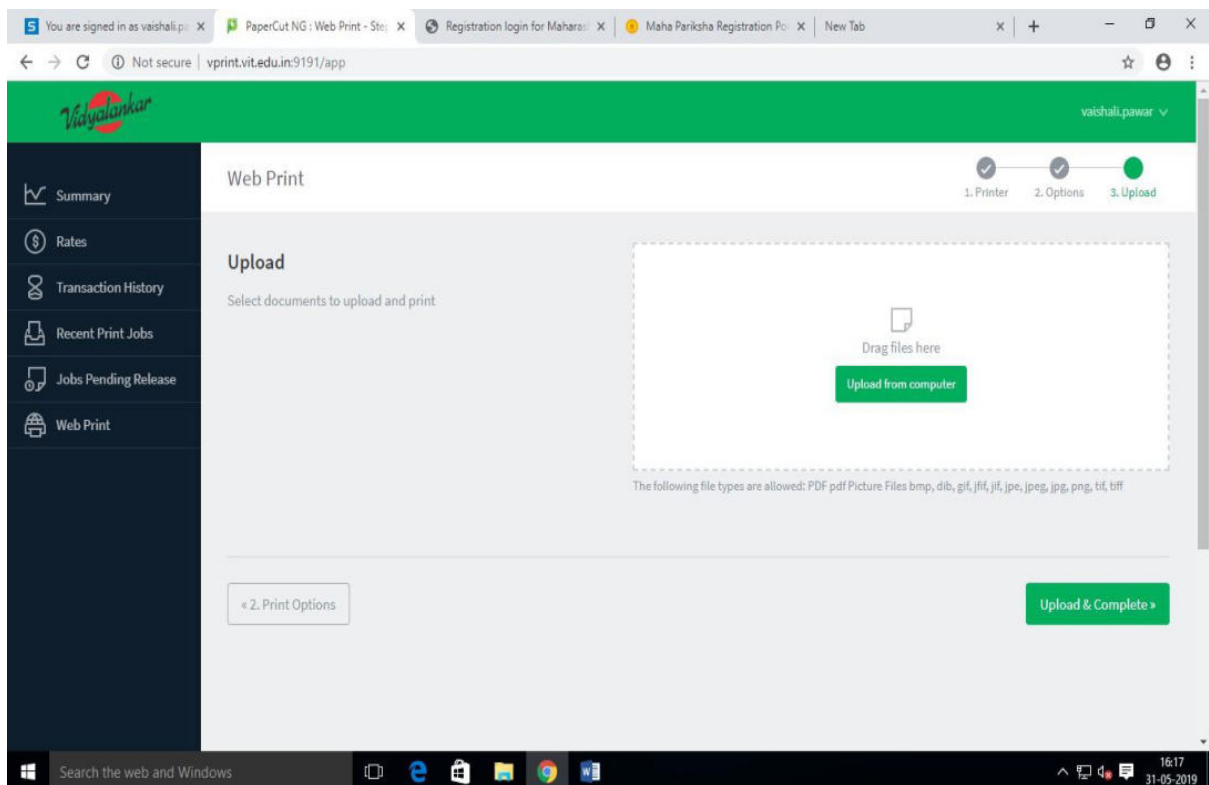 You are signed in as vaishali.p
PaperCut NG : Web Print - Ste
Registration login for Maharas
Maha Pariksha Registration Po
New Tab
Not secure | vprint.vit.edu.in:9191/app
Vidyalankar
vaishali.pawar
Summary
Rates
Transaction History
Recent Print Jobs
Jobs Pending Release
Web Print
Web Print
1. Printer 2. Options 3. Upload
Upload
Select documents to upload and print
Drag files here
Upload from computer
The following file types are allowed: PDF pdf Picture Files bmp, dib, gif, jfif, jif, jpe, jpeg, jpg, png, tif, tiff
« 2. Print Options
Upload & Complete »
Search the web and Windows
16:17
31-05-2019